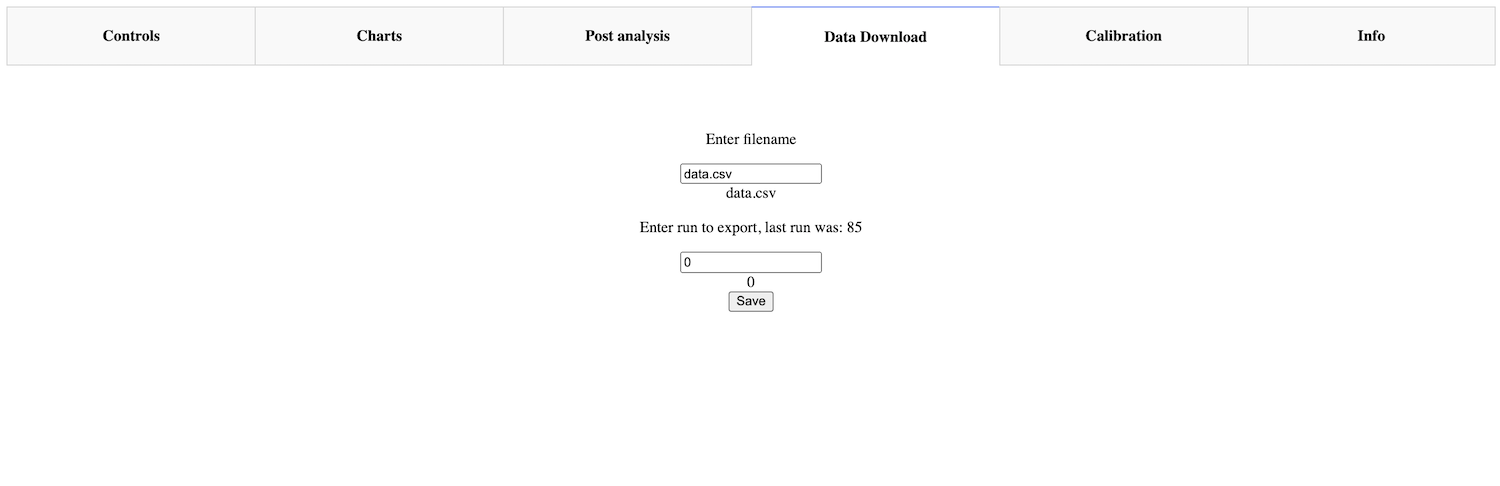 Controls
Charts
Post analysis
Data Download
Calibration
Info
Enter filename
data.csv
data.csv
Enter run to export, last run was: 85
0
0
Save